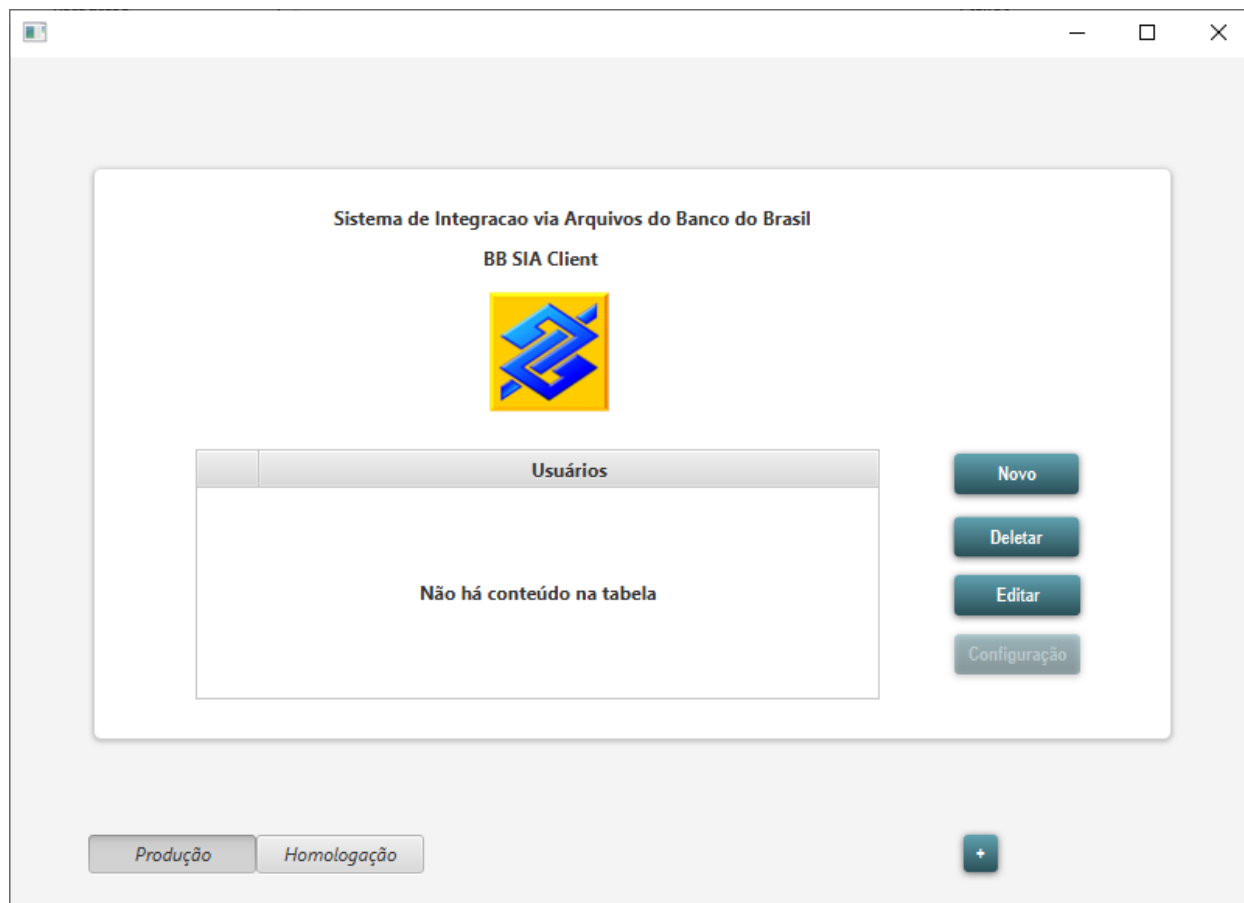 Sistema de Integracao via Arquivos do Banco do Brasil
BB SIA Client
Usuários
Não há conteúdo na tabela
Novo
Deletar
Editar
Configuração
Produção
Homologação
+